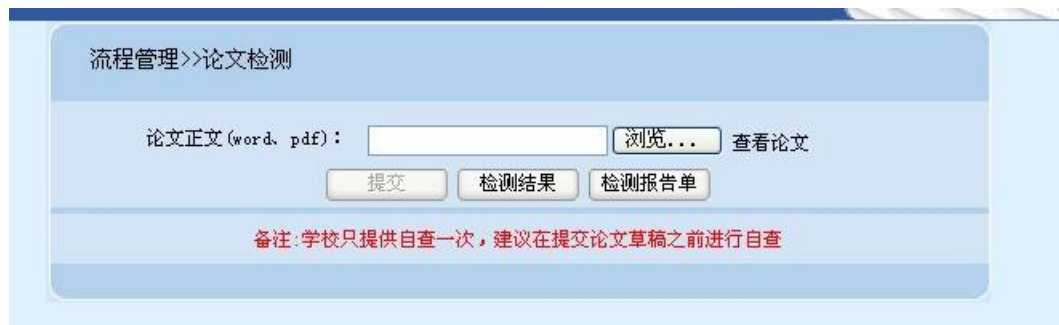 流程管理>>论文检测
论文正文(word、pdf)： 浏览... 查看论文
提交 检测结果 检测报告单
备注:学校只提供自查一次，建议在提交论文草稿之前进行自查